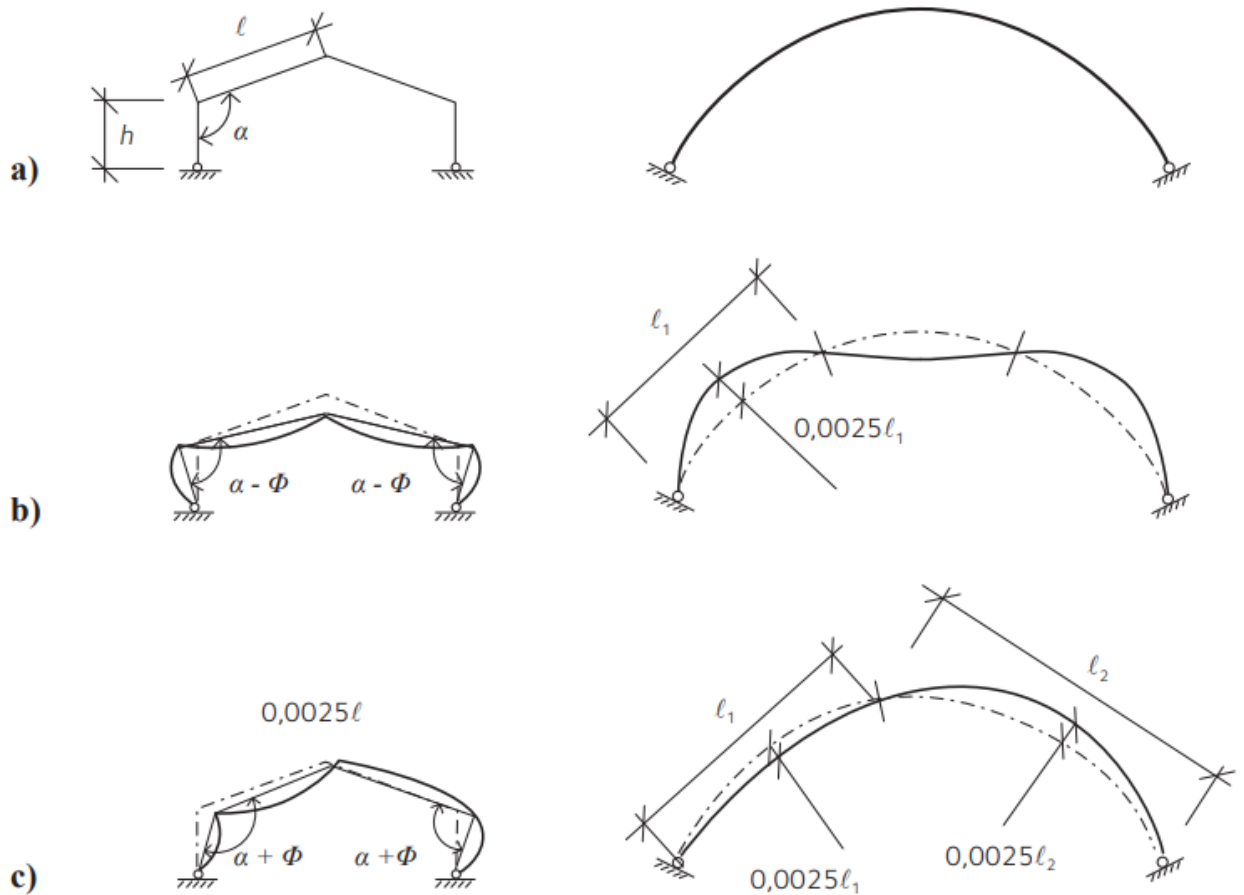 ℓ
h
α
a)
ℓ₁
0,0025ℓ₁
α - Φ α - Φ
b)
0,0025ℓ
ℓ₁
ℓ₂
α + Φ α +Φ
0,0025ℓ₁
0,0025ℓ₂
c)